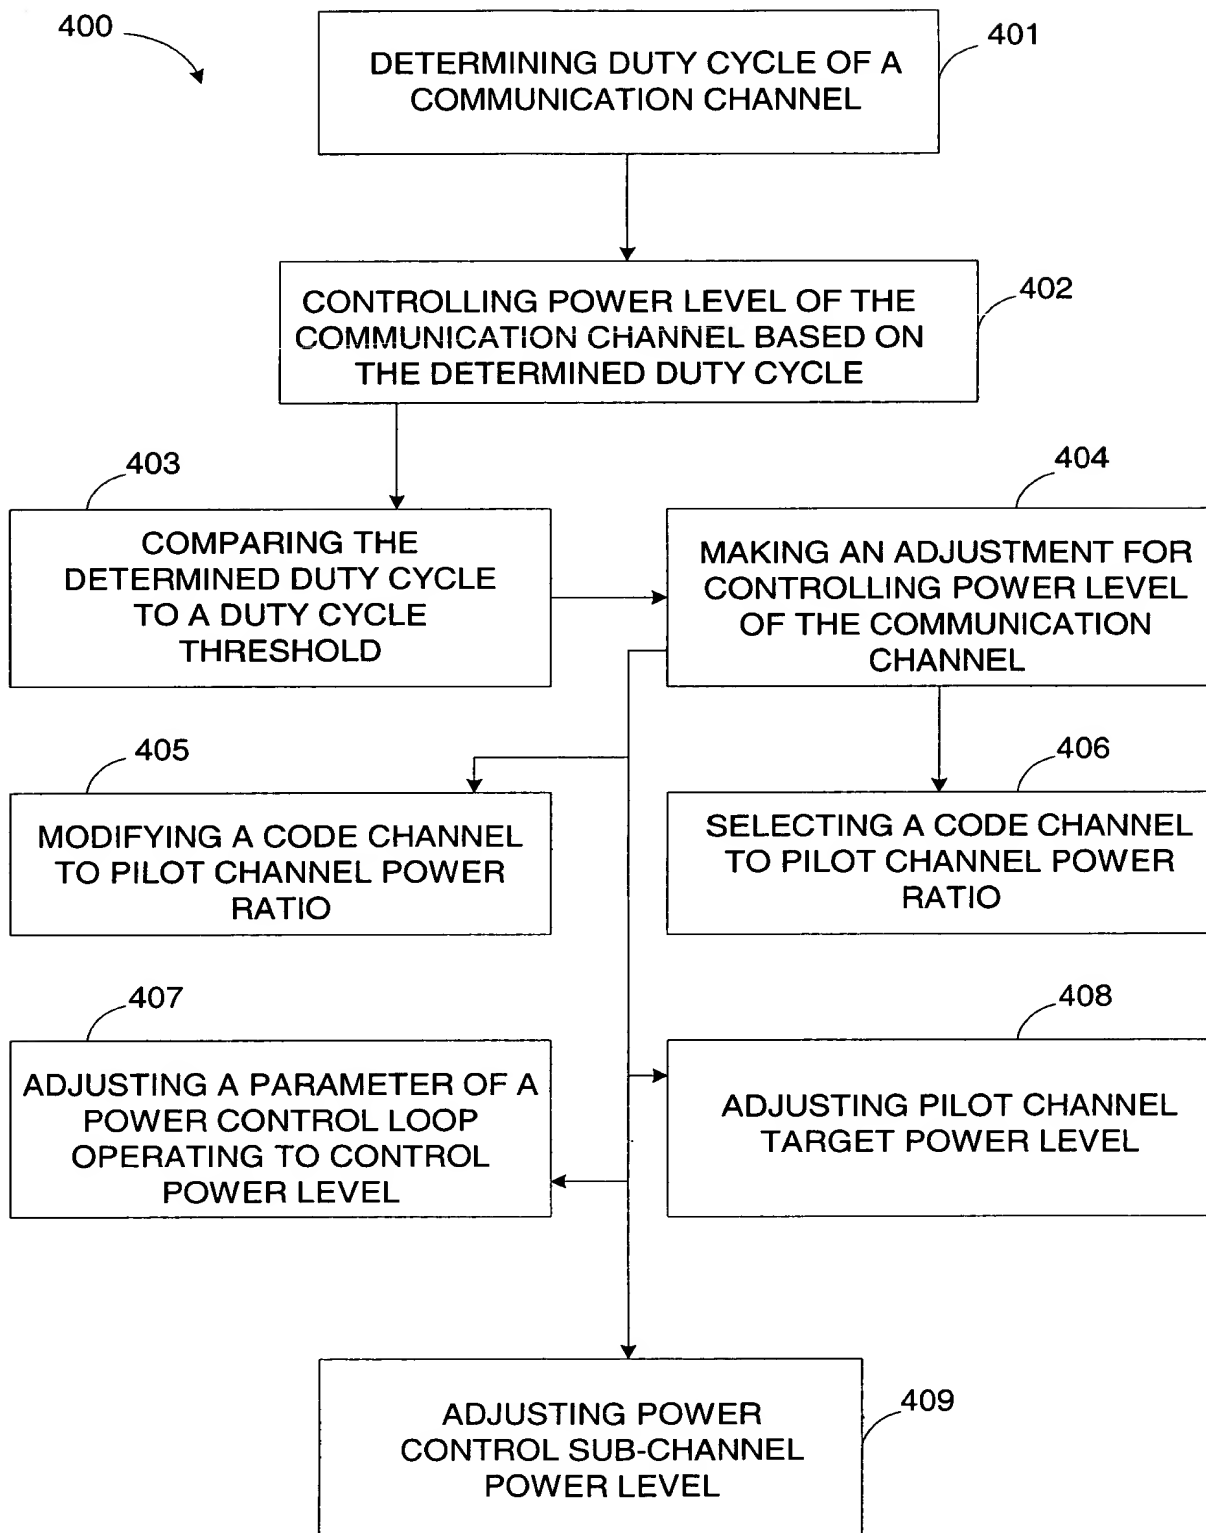 400
401
DETERMINING DUTY CYCLE OF A
COMMUNICATION CHANNEL
402
CONTROLLING POWER LEVEL OF THE
COMMUNICATION CHANNEL BASED ON
THE DETERMINED DUTY CYCLE
403
COMPARING THE
DETERMINED DUTY CYCLE
TO A DUTY CYCLE
THRESHOLD
404
MAKING AN ADJUSTMENT FOR
CONTROLLING POWER LEVEL
OF THE COMMUNICATION
CHANNEL
405
MODIFYING A CODE CHANNEL
TO PILOT CHANNEL POWER
RATIO
406
SELECTING A CODE CHANNEL
TO PILOT CHANNEL POWER
RATIO
407
ADJUSTING A PARAMETER OF A
POWER CONTROL LOOP
OPERATING TO CONTROL
POWER LEVEL
408
ADJUSTING PILOT CHANNEL
TARGET POWER LEVEL
409
ADJUSTING POWER
CONTROL SUB-CHANNEL
POWER LEVEL